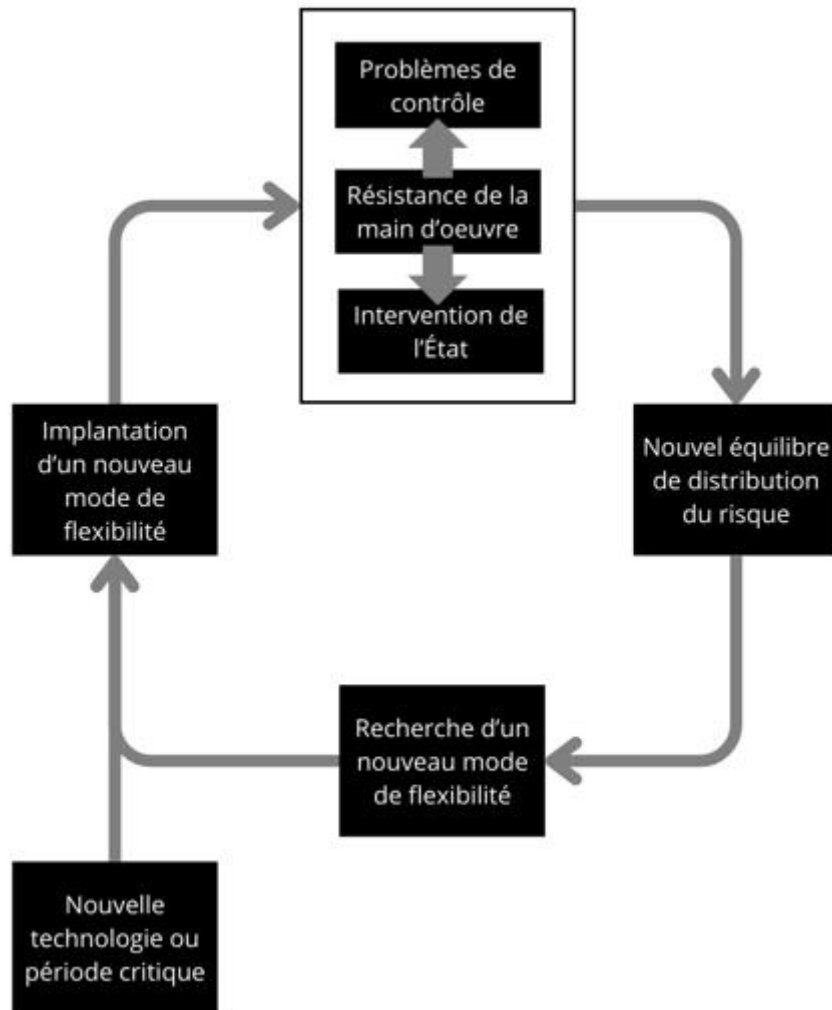 Problèmes de
contrôle
Résistance de la
main d'oeuvre
Intervention de
l'État
Implantation
d'un nouveau
mode de
flexibilité
Nouvel équilibre
de distribution
du risque
Recherche d'un
nouveau mode
de flexibilité
Nouvelle
technologie ou
période critique